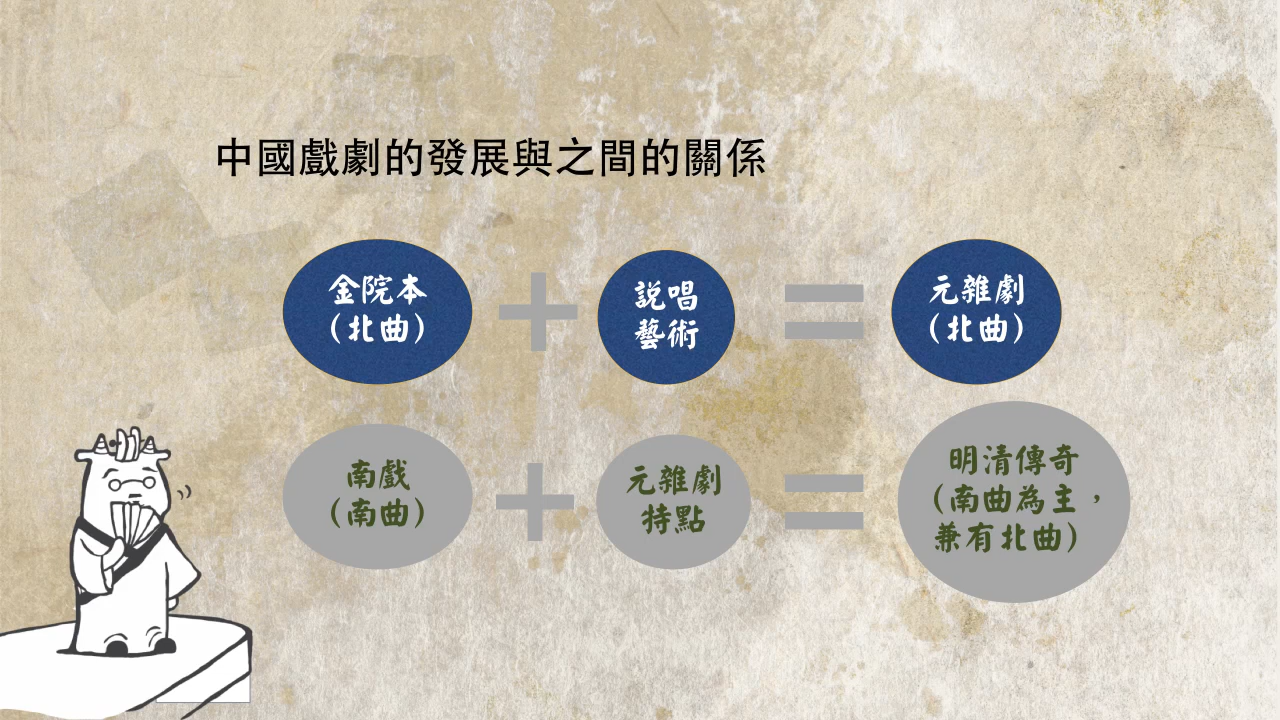 中國戲劇的發展與之間的關係
金院本
（北曲）
説唱
藝術
元雜劇
（北曲）
南戲
（南曲）
元雜劇
特點
明清傳奇
（南曲為主，
兼有北曲）